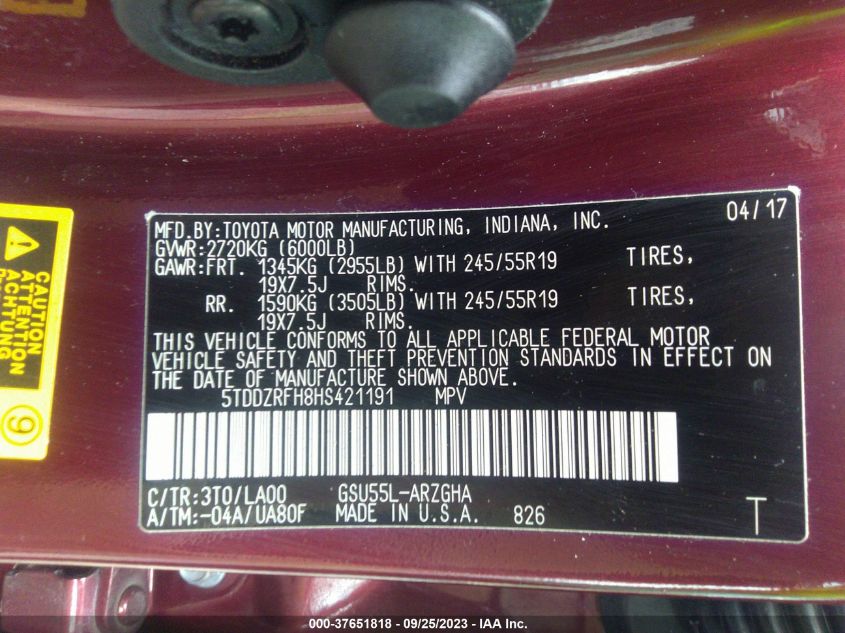 MFD.BY:TOYOTA MOTOR MANUFACTURING, INDIANA, INC. 04/17
GVWR:2720KG (6000LB)
GAWR:FRT. 1345KG (2955LB) WITH 245/55R19 TIRES,
19X7.5J RIMS.
RR. 1590KG (3505LB) WITH 245/55R19 TIRES,
19X7.5J RIMS.
THIS VEHICLE CONFORMS TO ALL APPLICABLE FEDERAL MOTOR
VEHICLE SAFETY AND THEFT PREVENTION STANDARDS IN EFFECT ON
THE DATE OF MANUFACTURE SHOWN ABOVE.
5TDDZRFH8HS421191 MPV
C/TR:3T0/LA00 GSU55L-ARZGHA
A/TM:-04A/UA80F MADE IN U.S.A. 826 T
CAUTION
ATTENTION
ACHTUNG
9
000-37651818 - 09/25/2023 - IAA Inc.